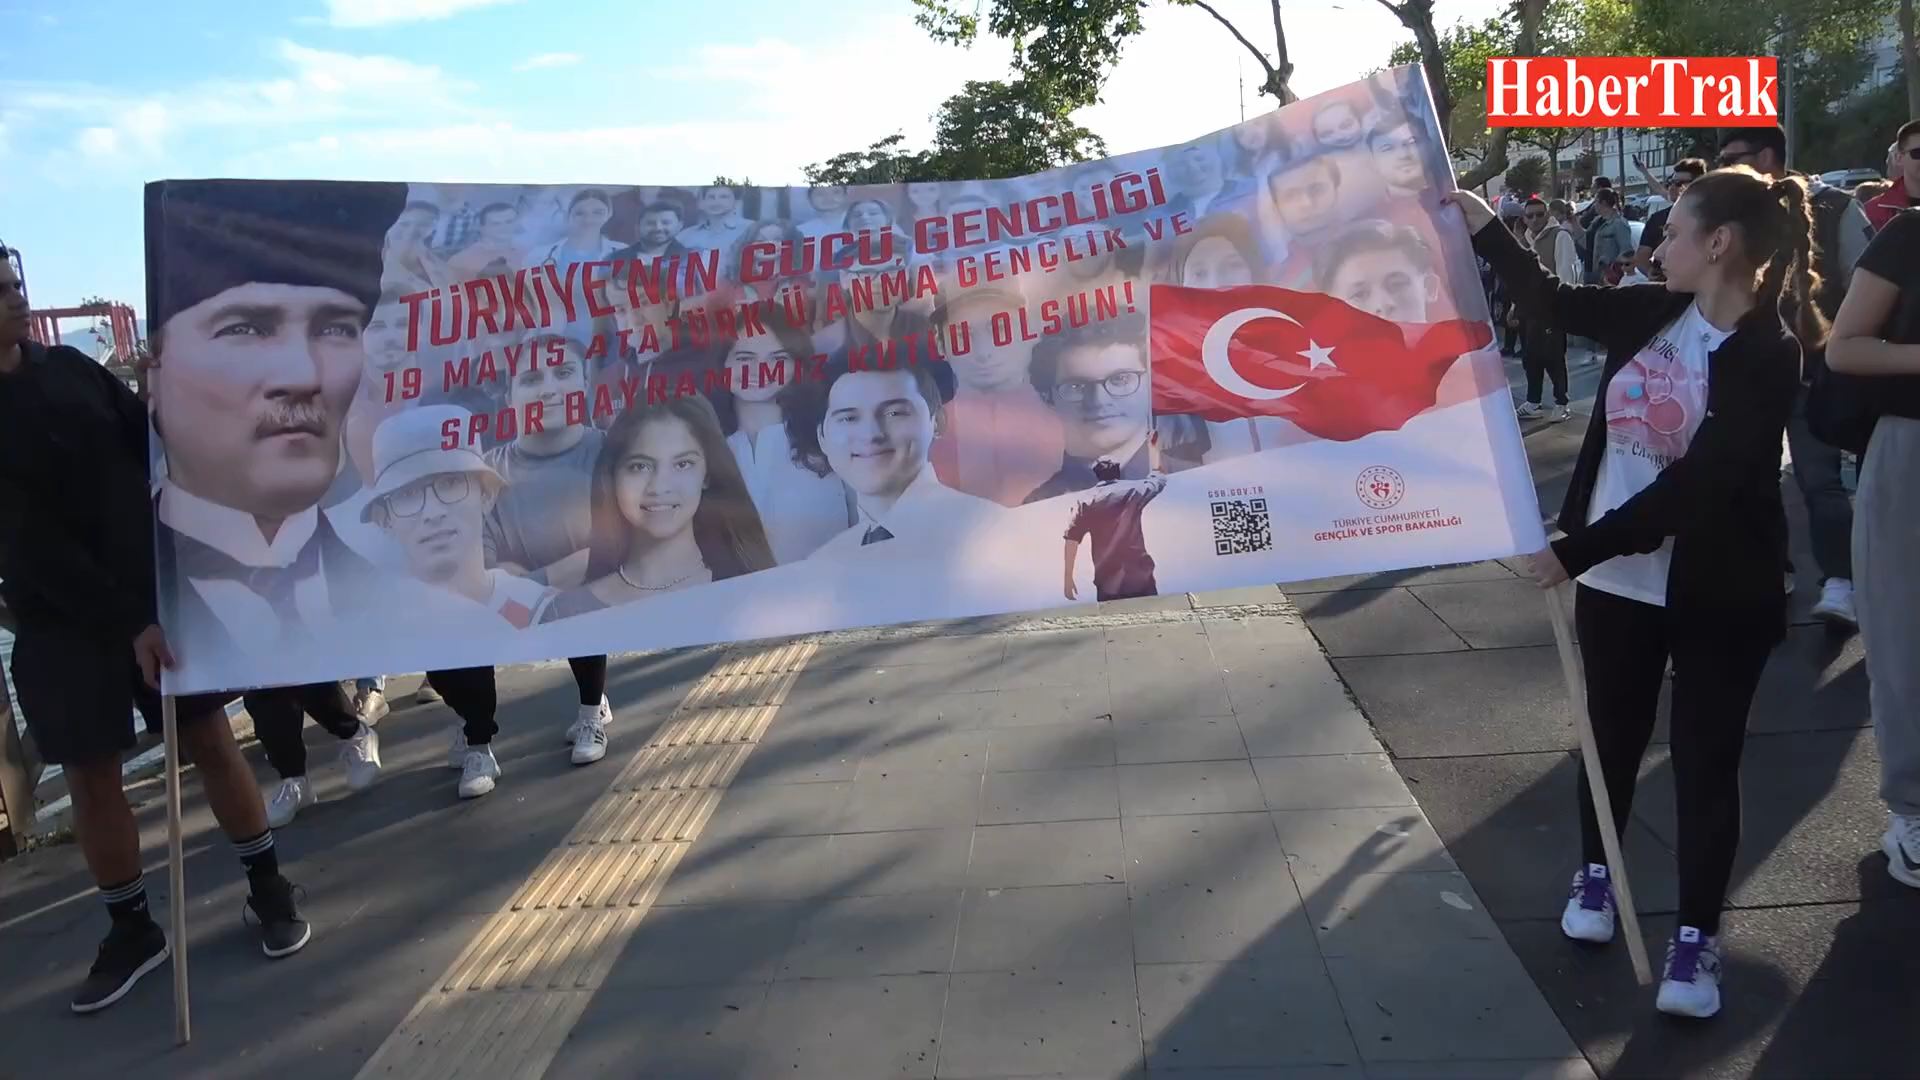 HaberTrak
TÜRKİYE'NİN GÜCÜ, GENÇLİĞİ
19 MAYIS ATATÜRK'Ü ANMA GENÇLİK VE
SPOR BAYRAMIMIZ KUTLU OLSUN!
GSB.GOV.TR
TÜRKİYE CUMHURİYETİ
GENÇLİK VE SPOR BAKANLIĞI